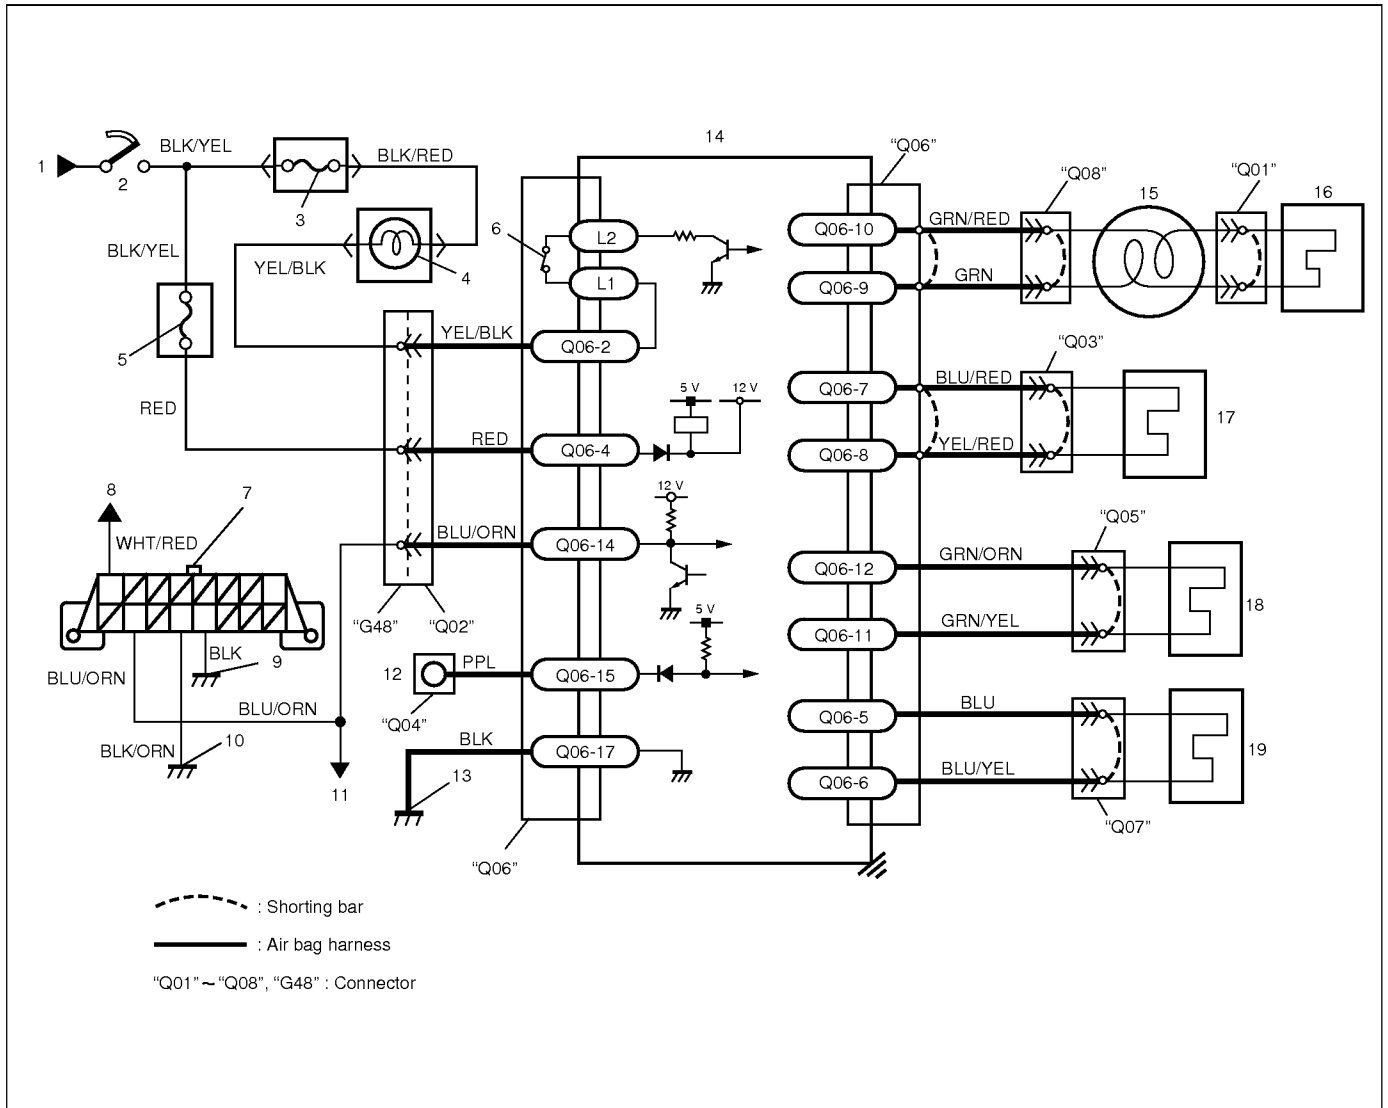 14
"Q06"
BLK/YEL
BLK/RED
1
2
3
"Q08"
15
"Q01"
16
6
L2
Q06-10
GRN/RED
BLK/YEL
YEL/BLK
4
L1
Q06-9
GRN
5
YEL/BLK
Q06-2
"Q03"
5 V
12 V
Q06-7
BLU/RED
17
RED
RED
Q06-4
Q06-8
YEL/RED
8
7
12 V
"Q05"
WHT/RED
BLU/ORN
Q06-14
Q06-12
GRN/ORN
18
"G48"
"Q02"
5 V
Q06-11
GRN/YEL
BLK
9
12
PPL
Q06-15
BLU/ORN
"Q04"
BLU/ORN
Q06-5
BLU
BLK/ORN
10
BLK
Q06-17
19
11
13
Q06-6
BLU/YEL
"Q07"
"Q06"
: Shorting bar
: Air bag harness
"Q01" ~ "Q08", "G48" : Connector